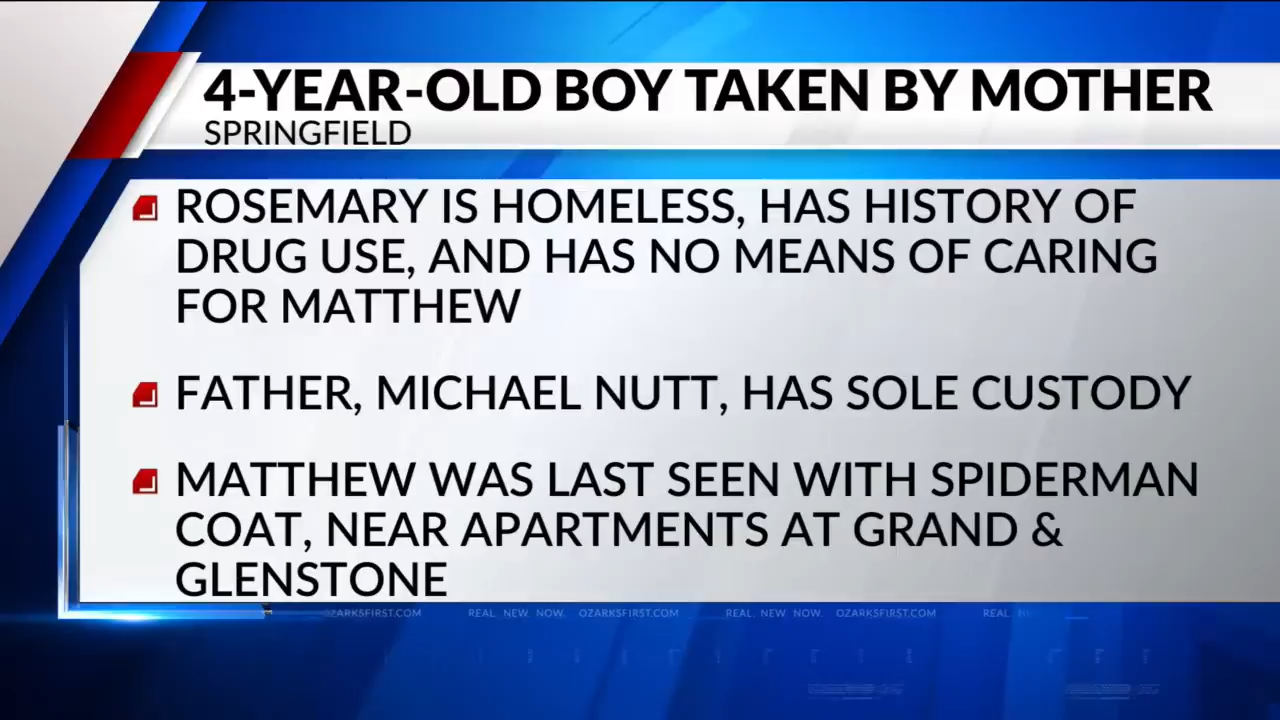 4-YEAR-OLD BOY TAKEN BY MOTHER
SPRINGFIELD
ROSEMARY IS HOMELESS, HAS HISTORY OF
DRUG USE, AND HAS NO MEANS OF CARING
FOR MATTHEW
FATHER, MICHAEL NUTT, HAS SOLE CUSTODY
MATTHEW WAS LAST SEEN WITH SPIDERMAN
COAT, NEAR APARTMENTS AT GRAND &
GLENSTONE
OZARKSFIRST.COM REAL. NEW. NOW. OZARKSFIRST.COM REAL. NEW. NOW. OZARKSFIRST.COM REAL.